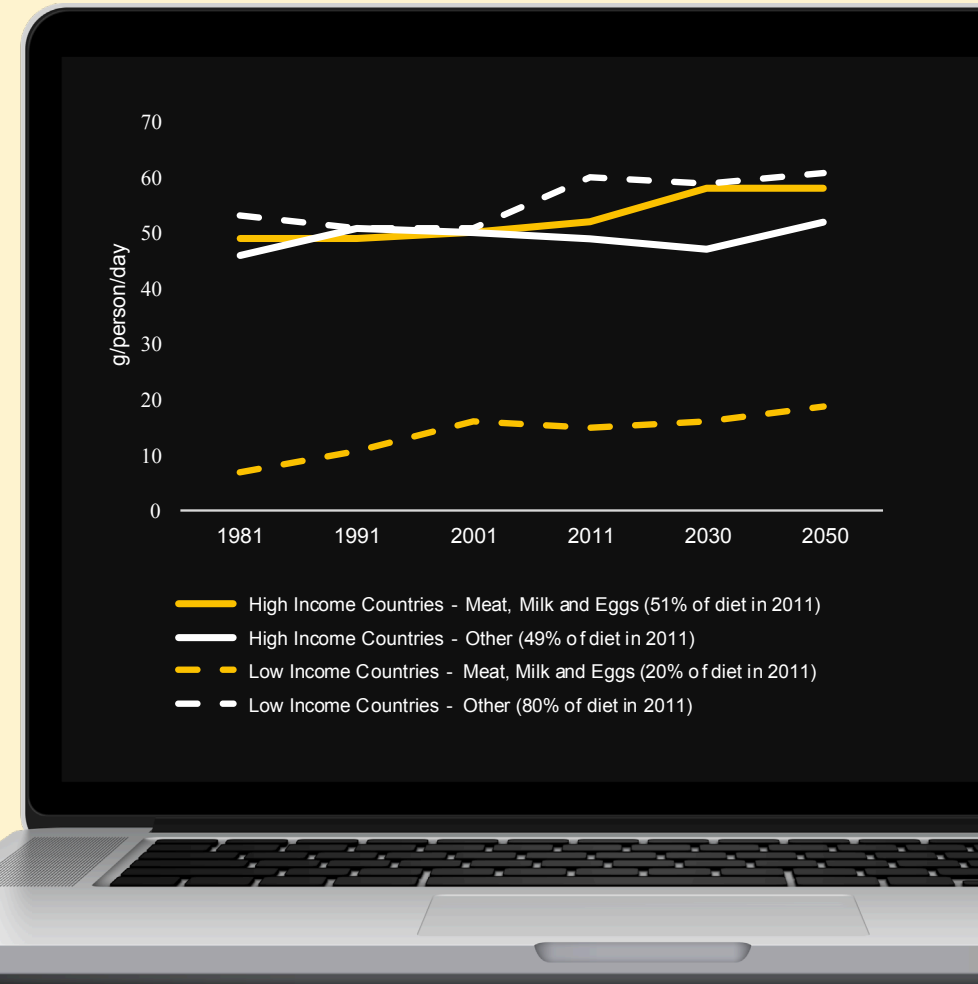 70
60
50
40
30
20
10
0
g/person/day
1981 1991 2001 2011 2030 2050
High Income Countries - Meat, Milk and Eggs (51% of diet in 2011)
High Income Countries - Other (49% of diet in 2011)
Low Income Countries - Meat, Milk and Eggs (20% of diet in 2011)
Low Income Countries - Other (80% of diet in 2011)